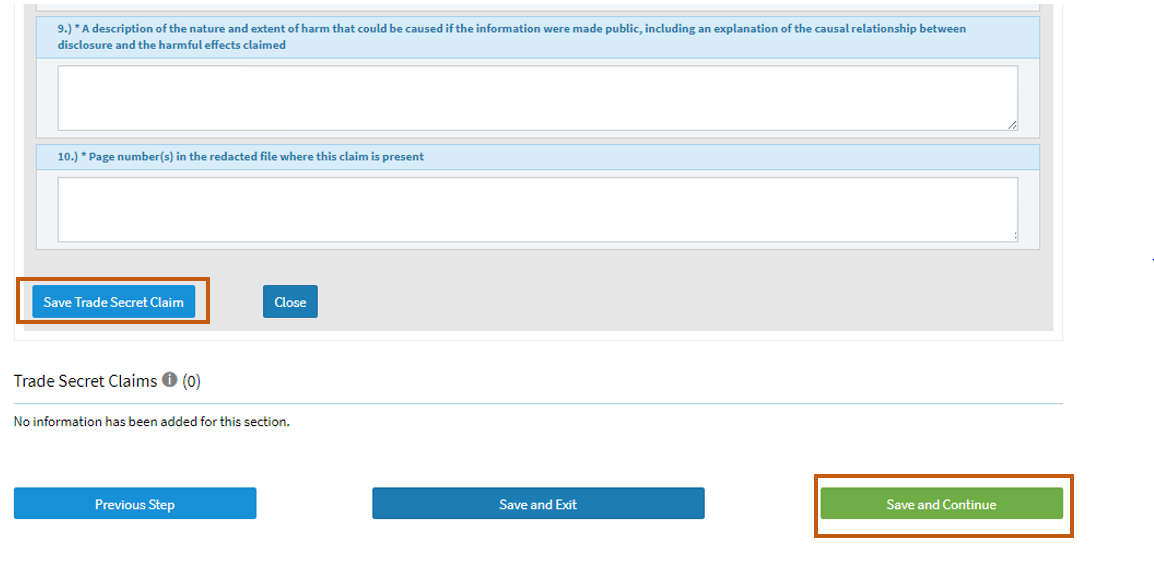 9.) * A description of the nature and extent of harm that could be caused if the information were made public, including an explanation of the causal relationship between
disclosure and the harmful effects claimed
10.) * Page number(s) in the redacted file where this claim is present
Save Trade Secret Claim Close
Trade Secret Claims i (0)
No information has been added for this section.
Previous Step Save and Exit Save and Continue